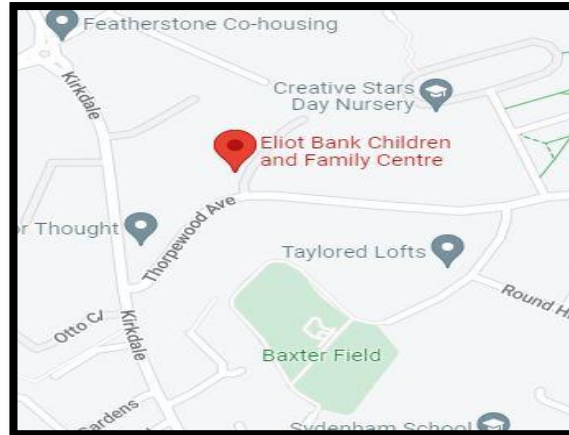 Featherstone Co-housing
Kirkdale
Creative Stars
Day Nursery
Eliot Bank Children
and Family Centre
Thorpewood Ave
r Thought
Taylored Lofts
Round H
Otto Cl
Kirkdale
Baxter Field
Gardens
Sydenham School